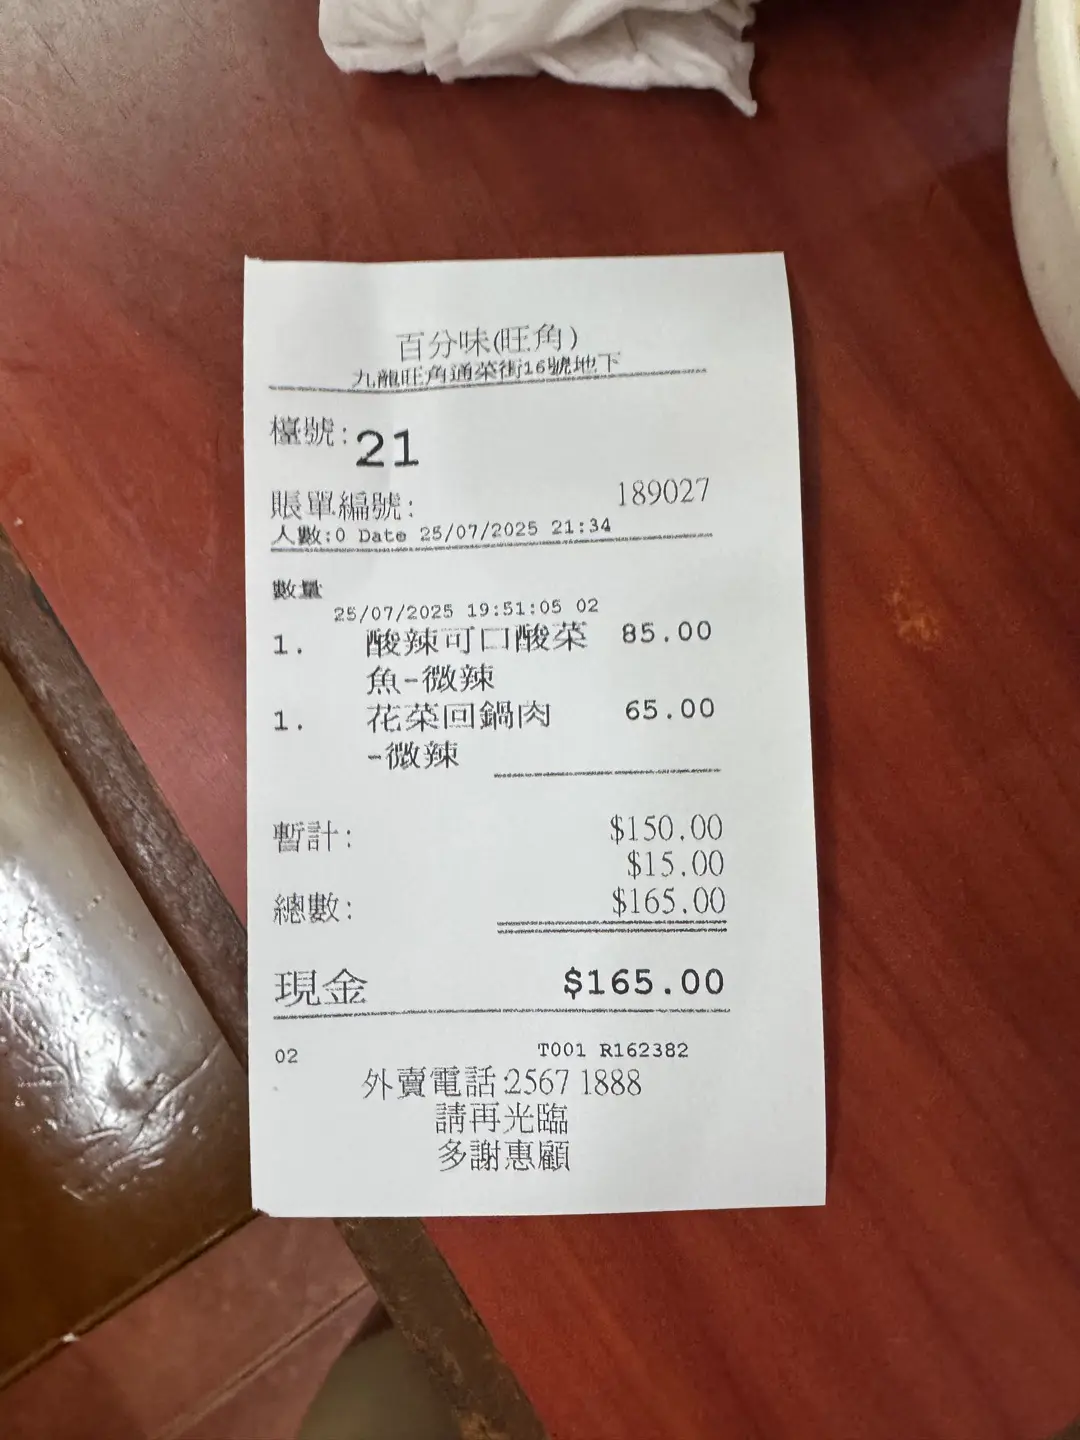 百分味(旺角)
九龍旺角通菜街16號地下
檯號:21
賬單編號: 189027
人數:0 Date 25/07/2025 21:34
數量
25/07/2025 19:51:05 02
1. 酸辣可口酸菜 85.00
魚-微辣
1. 花菜回鍋肉 65.00
-微辣
暫計: $150.00
$15.00
總數: $165.00
現金 $165.00
02 T001 R162382
外賣電話:2567 1888
請再光臨
多謝惠顧